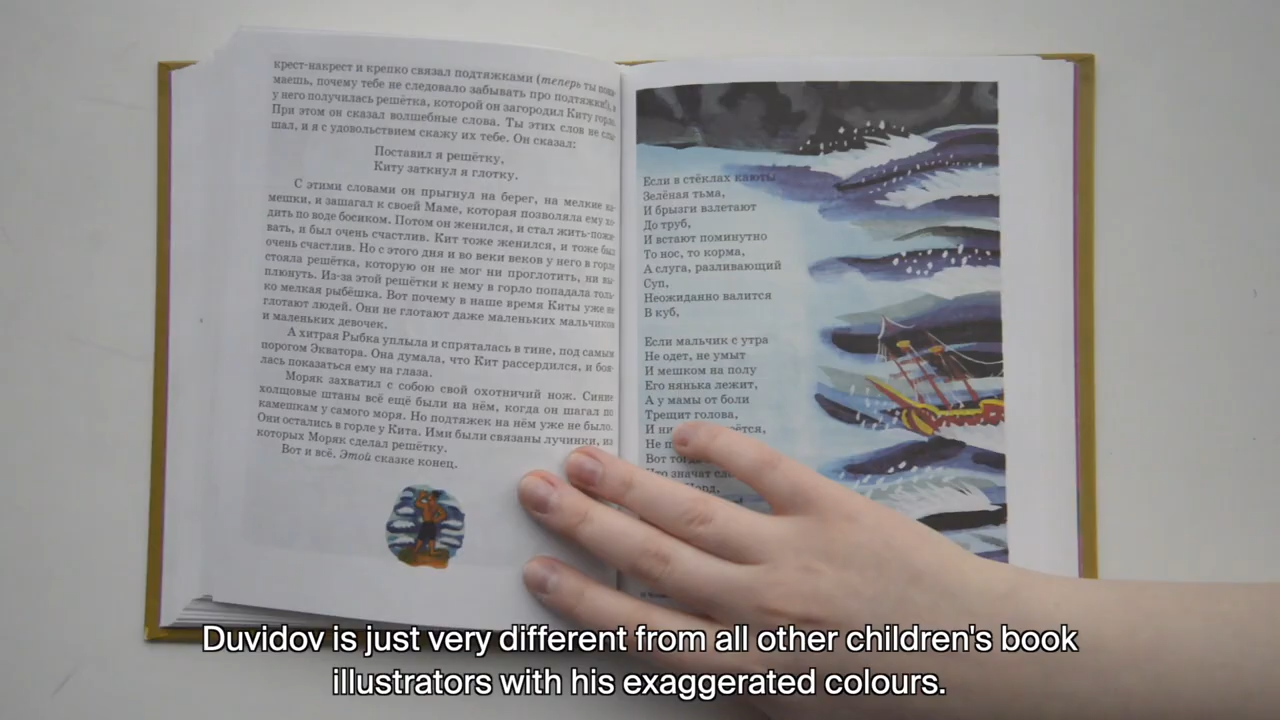 крест-накрест и крепко связал подтяжками (теперь ты
маешь, почему тебе не следовало забывать про подтяжки!),
у него получилась решётка, которой он загородил Киту горло.
При этом он сказал волшебные слова. Ты этих слов не
шал, и я с удовольствием скажу их тебе. Он сказал:
Поставил я решётку,
Киту заткнул я глотку.
С этими словами он прыгнул на берег, на мелкие ка-
мешки, и зашагал к своей Маме, которая позволяла ему хо-
дить по воде босиком. Потом он женился, и стал жить-пожи-
вать, и был очень счастлив. Кит тоже женился, и тоже был
очень счастлив. Но с этого дня и во веки веков у него в горле
стояла решётка, которую он не мог ни проглотить, ни вы-
плюнуть. Из-за этой решётки к нему в горло попадала толь-
ко мелкая рыбёшка. Вот почему в наше время Киты уже не
глотают людей. Они не глотают даже маленьких мальчиков
и маленьких девочек.
А хитрая Рыбка уплыла и спряталась в тине, под самым
порогом Экватора. Она думала, что Кит рассердился, и боя-
лась показаться ему на глаза.
Моряк захватил с собою свой охотничий нож. Синие
холщовые штаны всё ещё были на нём, когда он шагал по
камешкам у самого моря. Но подтяжек на нём уже не было.
Они остались в горле у Кита. Ими были связаны лучинки, из
которых Моряк сделал решётку.
Вот и всё. Этой сказке конец.
Если в стёклах каюты
Зелёная тьма,
И брызги взлетают
До труб,
И встают поминутно
То нос, то корма,
А слуга, разливающий
Суп,
Неожиданно валится
В куб,
Если мальчик с утра
Не одет, не умыт
И мешком на полу
Его нянька лежит,
А у мамы от боли
Трещит голова,
И
Не
Вот
Что значат
Duvidov is just very different from all other children's book
illustrators with his exaggerated colours.